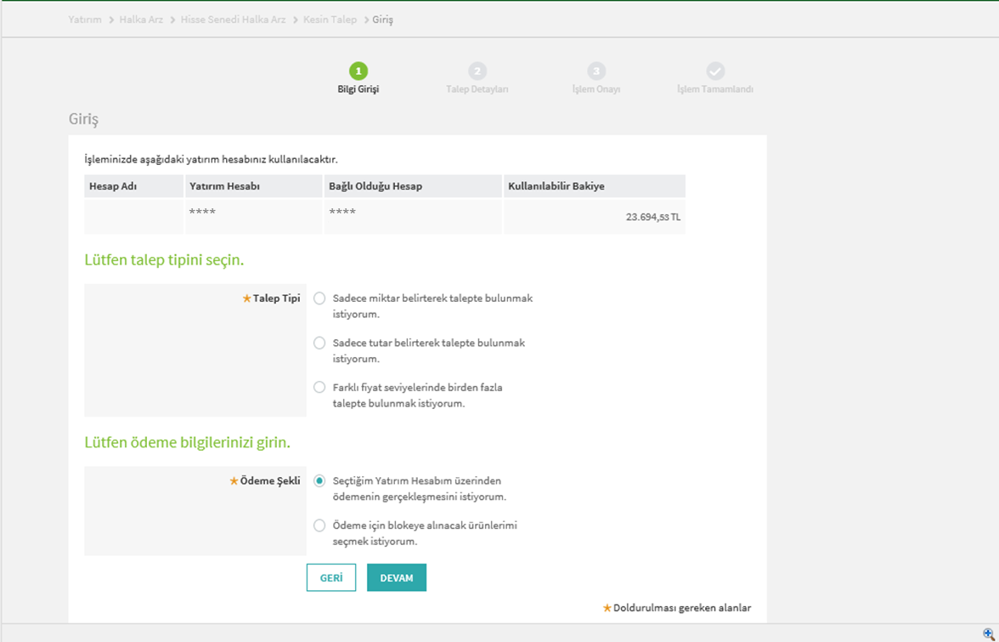 Yatırım > Halka Arz > Hisse Senedi Halka Arz > Kesin Talep > Giriş
1 2 3
Bilgi Girişi Talep Detayları İşlem Onayı İşlem Tamamlandı
Giriş
İşleminizde aşağıdaki yatırım hesabınız kullanılacaktır.
Hesap Adı Yatırım Hesabı Bağlı Olduğu Hesap Kullanılabilir Bakiye
**** **** 23.694,53 TL
Lütfen talep tipini seçin.
★Talep Tipi Sadece miktar belirterek talepte bulunmak
istiyorum.
Sadece tutar belirterek talepte bulunmak
istiyorum.
Farklı fiyat seviyelerinde birden fazla
talepte bulunmak istiyorum.
Lütfen ödeme bilgilerinizi girin.
★Ödeme Şekli Seçtiğim Yatırım Hesabım üzerinden
ödemenin gerçekleşmesini istiyorum.
Ödeme için blokeye alınacak ürünlerimi
seçmek istiyorum.
GERİ DEVAM
★Doldurulması gereken alanlar